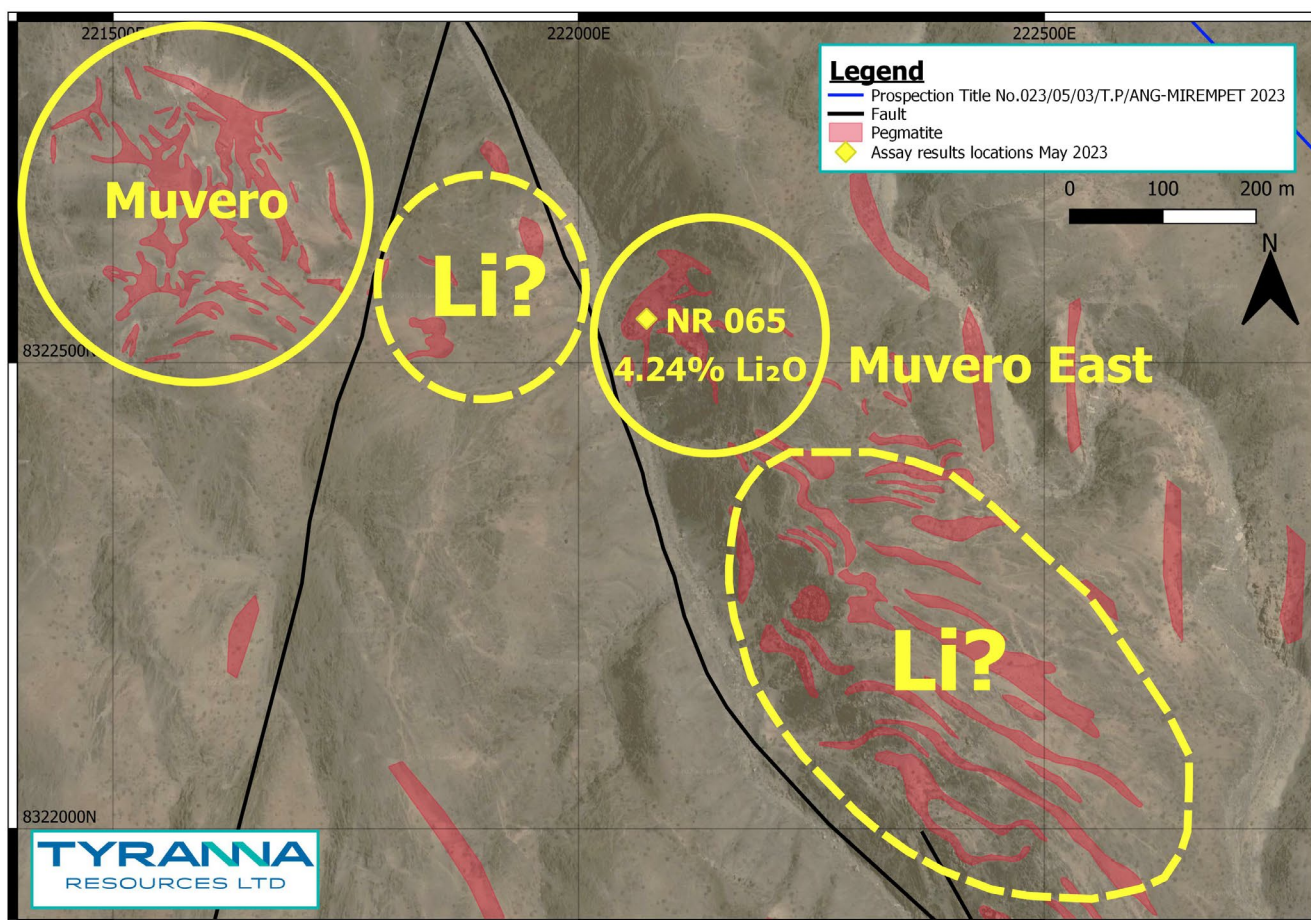 221500E
222000E
222500E
Legend
Prospection Title No.023/05/03/T.P/ANG-MIREMPET 2023
Fault
Pegmatite
Assay results locations May 2023
0 100 200 m
N
Muvero
Li?
NR 065
4.24% Li₂O
Muvero East
8322500N
Li?
8322000N
TYRANNA
RESOURCES LTD